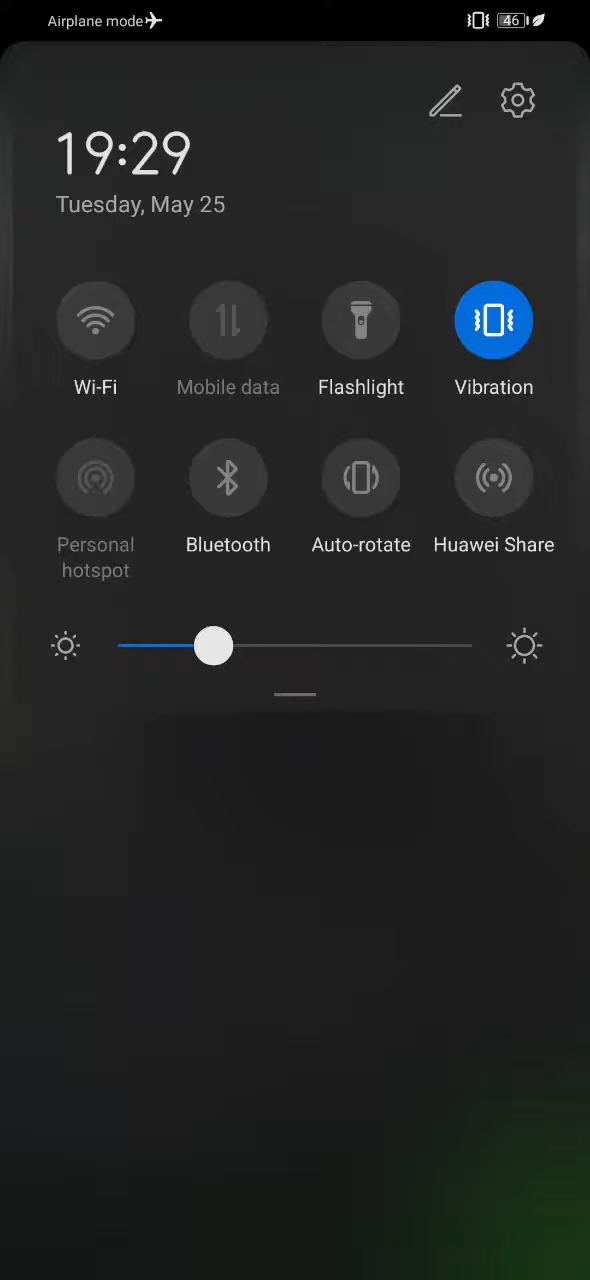 Airplane mode
46
19:29
Tuesday, May 25
Wi-Fi
Mobile data
Flashlight
Vibration
Personal
hotspot
Bluetooth
Auto-rotate
Huawei Share